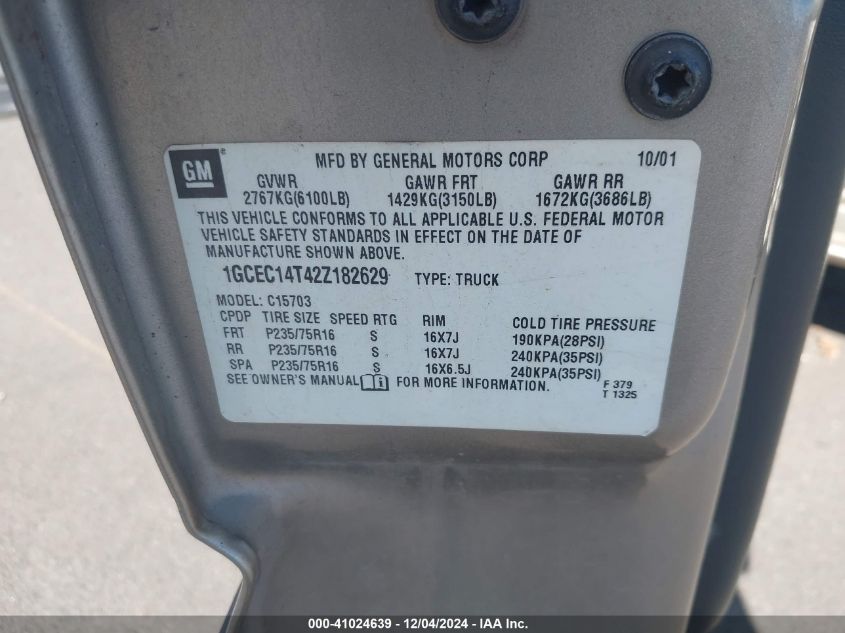 GM ® MFD BY GENERAL MOTORS CORP 10/01
GVWR GAWR FRT GAWR RR
2767KG(6100LB) 1429KG(3150LB) 1672KG(3686LB)
THIS VEHICLE CONFORMS TO ALL APPLICABLE U.S. FEDERAL MOTOR
VEHICLE SAFETY STANDARDS IN EFFECT ON THE DATE OF
MANUFACTURE SHOWN ABOVE.
1GCEC14T42Z182629 TYPE: TRUCK
MODEL: C15703
CPDP TIRE SIZE SPEED RTG RIM COLD TIRE PRESSURE
FRT P235/75R16 S 16X7J 190KPA(28PSI)
RR P235/75R16 S 16X7J 240KPA(35PSI)
SPA P235/75R16 S 16X6.5J 240KPA(35PSI)
SEE OWNER'S MANUAL FOR MORE INFORMATION. F 379
T 1325
000-41024639 - 12/04/2024 - IAA Inc.